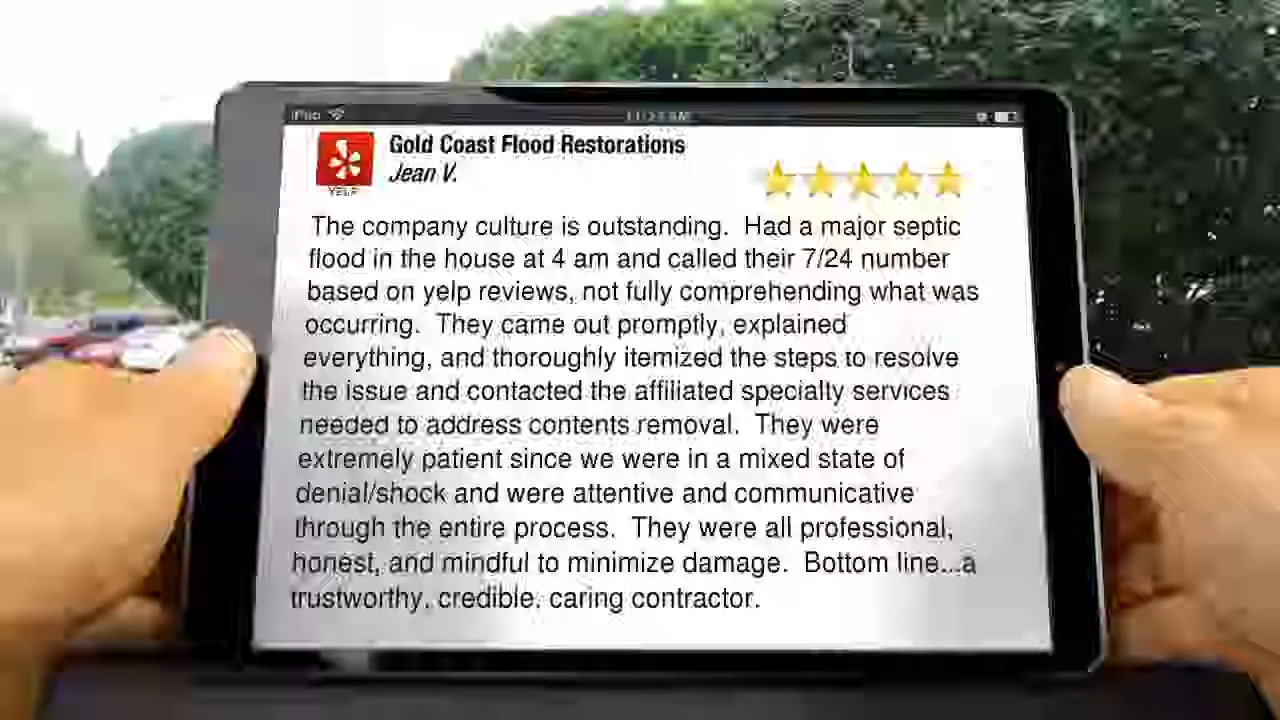 iPad
Gold Coast Flood Restorations
Jean V.
YELP
The company culture is outstanding.  Had a major septic
flood in the house at 4 am and called their 7/24 number
based on yelp reviews, not fully comprehending what was
occurring.  They came out promptly, explained
everything, and thoroughly itemized the steps to resolve
the issue and contacted the affiliated specialty services
needed to address contents removal.  They were
extremely patient since we were in a mixed state of
denial/shock and were attentive and communicative
through the entire process.  They were all professional,
honest, and mindful to minimize damage.  Bottom line...a
trustworthy, credible, caring contractor.